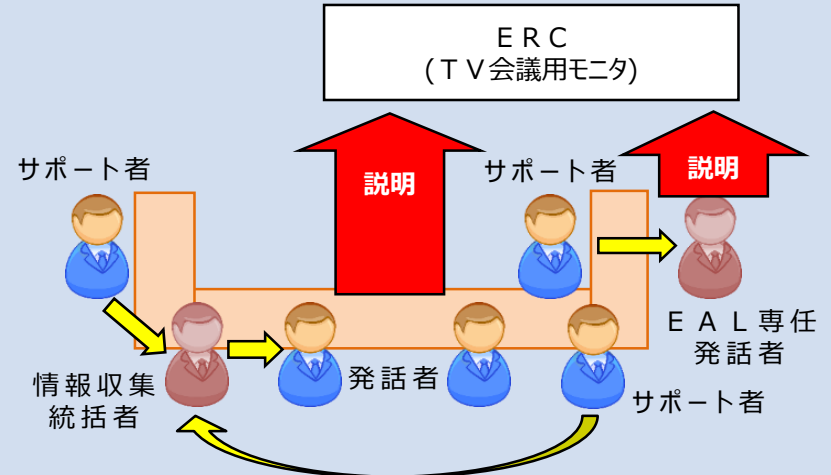 ERC
(TV会議用モニタ)
サポート者
説明
サポート者
説明
EAL専任
発話者
情報収集
統括者
発話者
サポート者